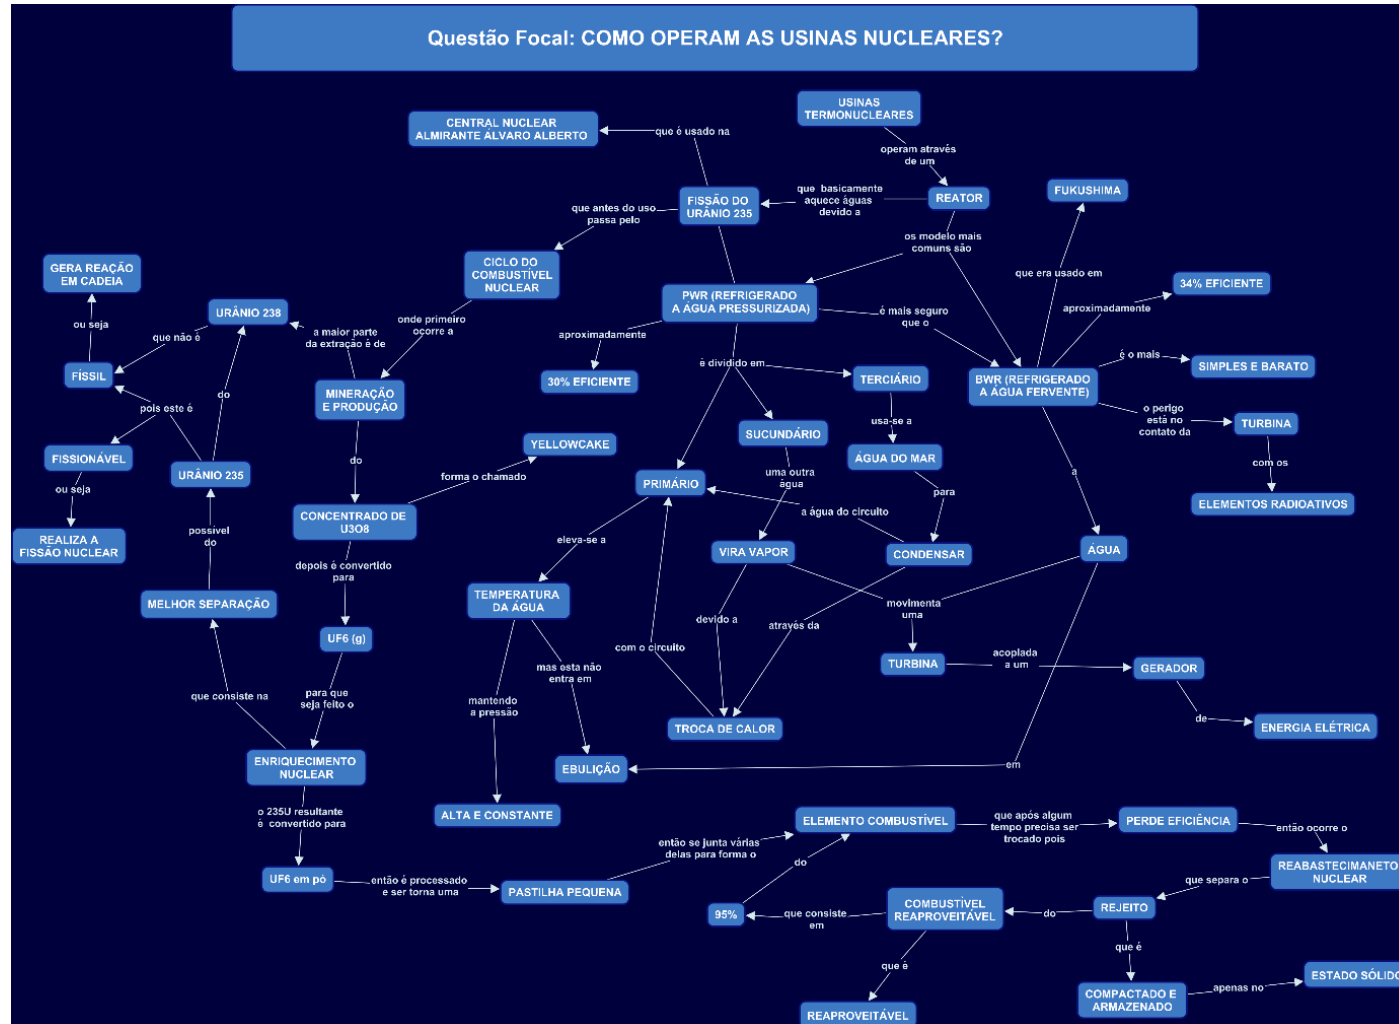 Questão Focal: COMO OPERAM AS USINAS NUCLEARES?
USINAS
TERMONUCLEARES
CENTRAL NUCLEAR
ALMIRANTE ALVARO ALBERTO
que é usado na
operam através
de um
FISSÃO DO
URÂNIO 235
que basicamente
aquece águas
devido a
REATOR
FUKUSHIMA
que antes do uso
passa pelo
os modelo mais
comuns são
CICLO DO
COMBUSTÍVEL
NUCLEAR
GERA REAÇÃO
EM CADEIA
que era usado em
34% EFICIENTE
PWR (REFRIGERADO
A ÁGUA PRESSURIZADA)
URÂNIO 238
a maior parte
da extração é de
onde primeiro
ocorre a
é mais seguro
que o
aproximadamente
ou seja
que não é
aproximadamente
é o mais
SIMPLES E BARATO
FÍSSIL
é dividido em
TERCIÁRIO
30% EFICIENTE
BWR (REFRIGERADO
A ÁGUA FERVENTE)
MINERAÇÃO
E PRODUÇÃO
do
pois este é
usa-se a
o perigo
está no
contato da
TURBINA
SUCUNDÁRIO
YELLOWCAKE
FISSIONÁVEL
do
ÁGUA DO MAR
com os
URÂNIO 235
forma o chamado
uma outra
água
a
PRIMÁRIO
ou seja
para
ELEMENTOS RADIOATIVOS
CONCENTRADO DE
U3O8
a água do circuito
possível
do
REALIZA A
FISSÃO NUCLEAR
eleva-se a
VIRA VAPOR
CONDENSAR
ÁGUA
depois é convertido
para
MELHOR SEPARAÇÃO
TEMPERATURA
DA ÁGUA
movimenta
uma
devido a
através da
UF6 (g)
com o circuito
mas esta não
entra em
TURBINA
acoplada
a um
GERADOR
que consiste na
para que
seja feito o
mantendo
a pressão
TROCA DE CALOR
de
ENERGIA ELÉTRICA
ENRIQUECIMENTO
NUCLEAR
EBULIÇÃO
em
o 235U resultante
é convertido para
ALTA E CONSTANTE
ELEMENTO COMBUSTÍVEL
que após algum
tempo precisa ser
trocado pois
PERDE EFICIÊNCIA
então ocorre o
então se junta várias
delas para forma o
do
REABASTECIMANETO
NUCLEAR
UF6 em pó
então é processado
e ser torna uma
PASTILHA PEQUENA
que separa o
95%
que consiste
em
COMBUSTÍVEL
REAPROVEITÁVEL
do
REJEITO
que é
que é
ESTADO SÓLIDO
apenas no
COMPACTADO E
ARMAZENADO
REAPROVEITÁVEL